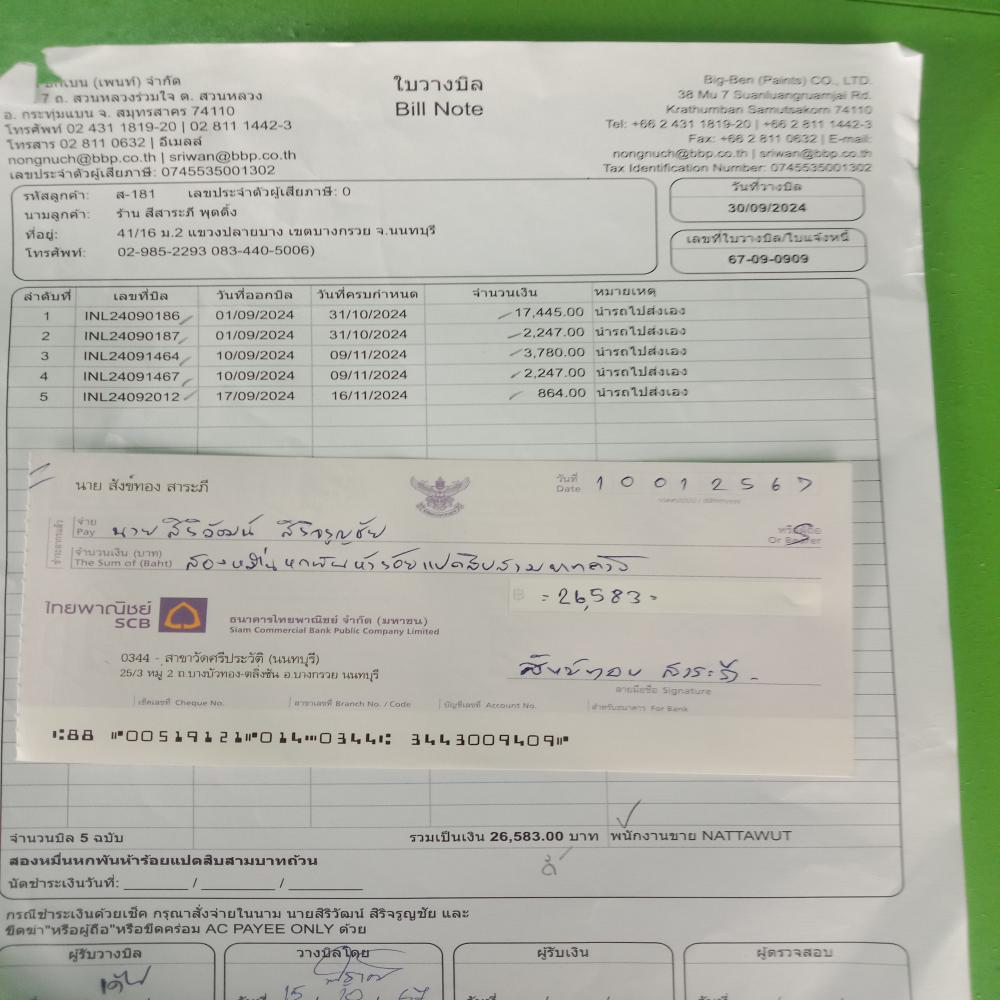 ใบวางบิล
Bill Note
(เพนท์) จำกัด
7 ถ. สวนหลวงร่วมใจ ต. สวนหลวง
อ. กระทุ่มแบน จ. สมุทรสาคร 74110
โทรศัพท์ 02 431 1819-20 | 02 811 1442-3
โทรสาร 02 811 0632 | อีเมลล์
nongnuch@bbp.co.th | sriwan@bbp.co.th
เลขประจำตัวผู้เสียภาษี: 0745535001302
Big-Ben (Paints) CO., LTD.
38 Mu 7 Suanluangruamjai Rd.
Krathumban Samutsakorn 74110
Tel: +66 2 431 1819-20 | +66 2 811 1442-3
Fax: +66 2 811 0632 | E-mail:
nongnuch@bbp.co.th | sriwan@bbp.co.th
Tax Identification Number: 0745535001302
รหัสลูกค้า: ส-181 เลขประจำตัวผู้เสียภาษี: 0
นามลูกค้า: ร้าน สีสาระภี พุตติ้ง
ที่อยู่: 41/16 ม.2 แขวงปลายบาง เขตบางกรวย จ.นนทบุรี
โทรศัพท์: 02-985-2293 083-440-5006)
วันที่วางบิล
30/09/2024
เลขที่ใบวางบิล/ใบแจ้งหนี้
67-09-0909
ลำดับที่ เลขที่บิล วันที่ออกบิล วันที่ครบกำหนด จำนวนเงิน หมายเหตุ
1 INL24090186 01/09/2024 31/10/2024 17,445.00 นำรถไปส่งเอง
2 INL24090187 01/09/2024 31/10/2024 2,247.00 นำรถไปส่งเอง
3 INL24091464 10/09/2024 09/11/2024 3,780.00 นำรถไปส่งเอง
4 INL24091467 10/09/2024 09/11/2024 2,247.00 นำรถไปส่งเอง
5 INL24092012 17/09/2024 16/11/2024 864.00 นำรถไปส่งเอง
นาย สังข์ทอง สาระภี
วันที่
Date 10012567
จ่าย
Pay นายสิริวัฒน์ สิริจรูญชัย
หรือผู้ถือ
Or Bearer
จำนวนเงิน (บาท)
The Sum of (Baht) สองหมื่นหกพันห้าร้อยแปดสิบสามบาทถ้วน
฿ = 26,583 =
ไทยพาณิชย์
SCB
ธนาคารไทยพาณิชย์ จำกัด (มหาชน)
Siam Commercial Bank Public Company Limited
0344 - สาขาวัดศรีประวัติ (นนทบุรี)
25/3 หมู่ 2 ถ.บางบัวทอง-ตลิ่งชัน อ.บางกรวย นนทบุรี
สังข์ทอง สาระภี
ลายมือชื่อ Signature
เช็คเลขที่ Cheque No. สาขาเลขที่ Branch No. / Code บัญชีเลขที่ Account No. สำหรับธนาคาร For Bank
⑆88 ⑈00519121⑈014⑉0344⑆ 3443009409⑈
จำนวนบิล 5 ฉบับ รวมเป็นเงิน 26,583.00 บาท พนักงานขาย NATTAWUT
สองหมื่นหกพันห้าร้อยแปดสิบสามบาทถ้วน
นัดชำระเงินวันที่: ________ / ________ / ________
กรณีชำระเงินด้วยเช็ค กรุณาสั่งจ่ายในนาม นายสิริวัฒน์ สิริจรูญชัย และ
ขีดฆ่า"หรือผู้ถือ"หรือขีดคร่อม AC PAYEE ONLY ด้วย
ผู้รับวางบิล วางบิลโดย ผู้รับเงิน ผู้ตรวจสอบ
15 / 10 /